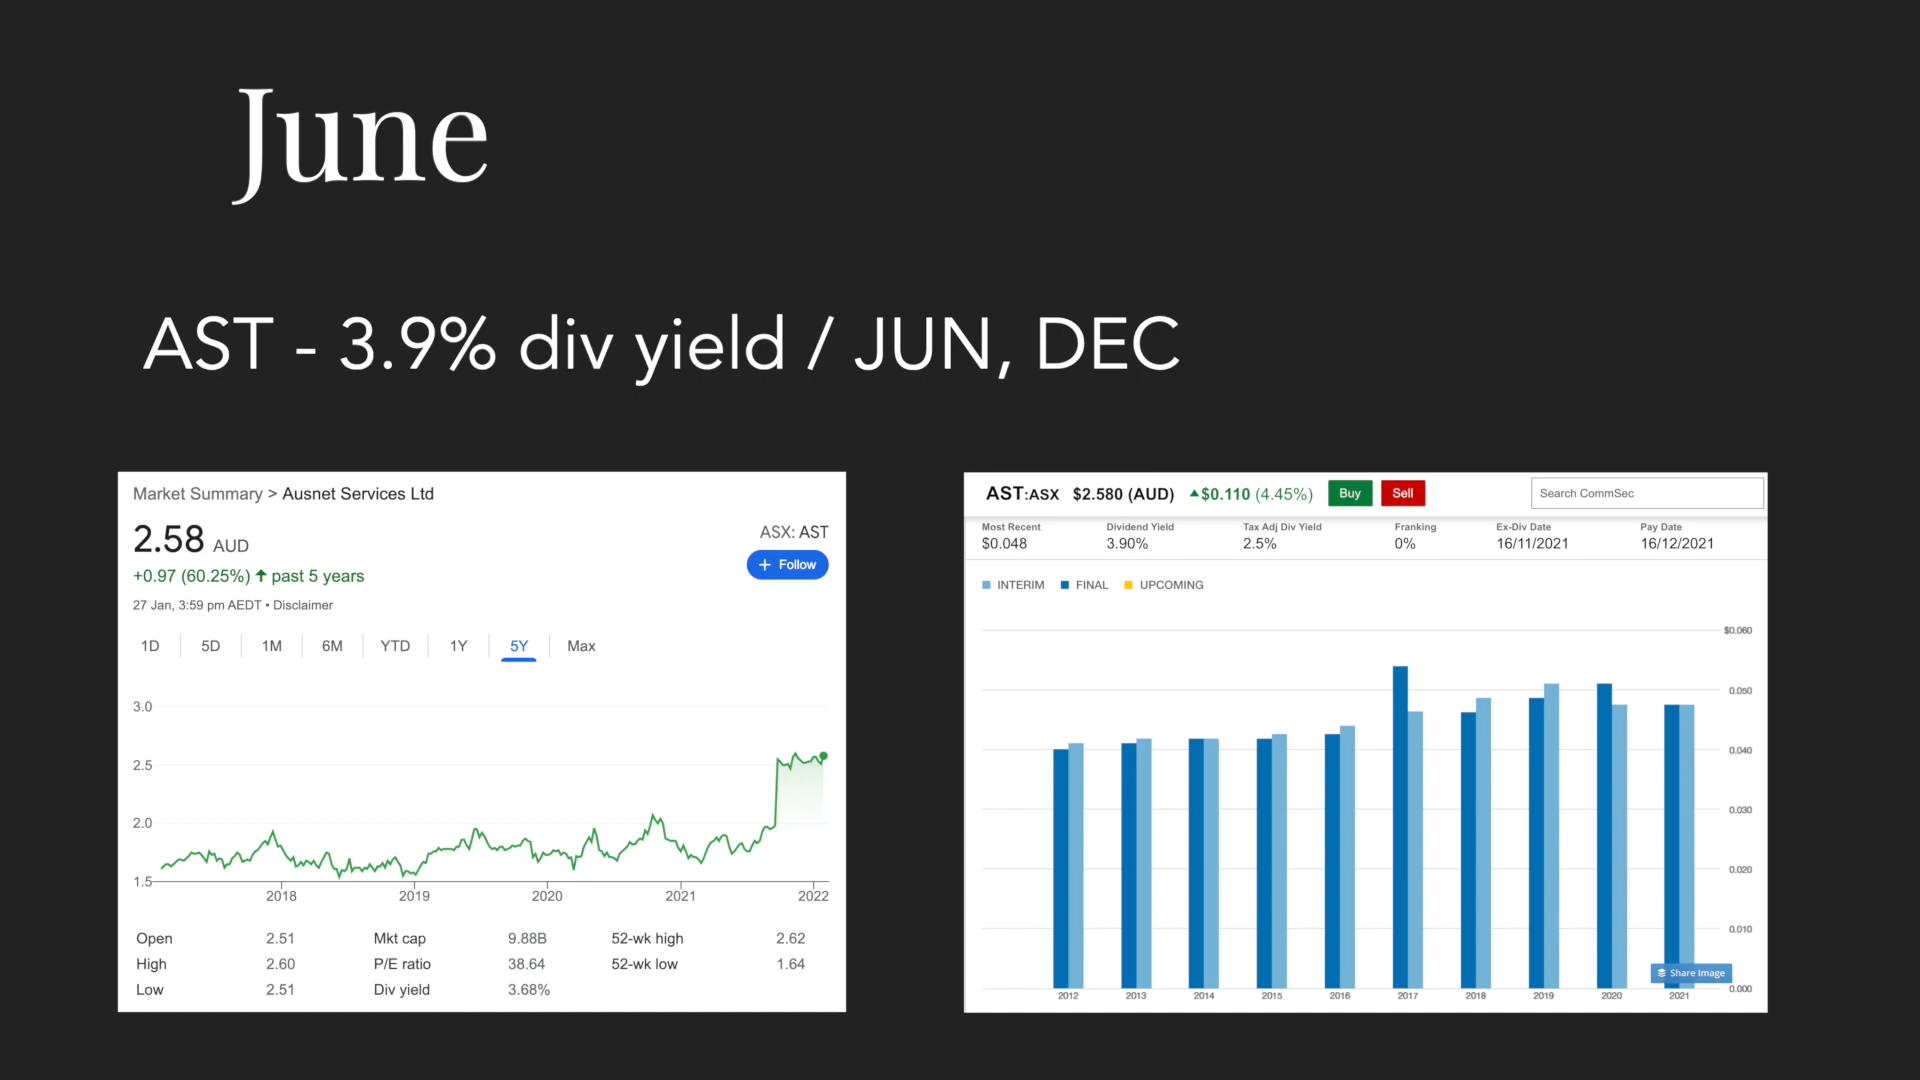 June
AST - 3.9% div yield / JUN, DEC
Market Summary > Ausnet Services Ltd
2.58 AUD
ASX: AST
+ Follow
+0.97 (60.25%) ↑ past 5 years
27 Jan, 3:59 pm AEDT • Disclaimer
1D 5D 1M 6M YTD 1Y 5Y Max
3.0
2.5
2.0
1.5
2018 2019 2020 2021 2022
Open 2.51 Mkt cap 9.88B 52-wk high 2.62
High 2.60 P/E ratio 38.64 52-wk low 1.64
Low 2.51 Div yield 3.68%
AST:ASX $2.580 (AUD) ▲$0.110 (4.45%) Buy Sell Search CommSec
Most Recent Dividend Yield Tax Adj Div Yield Franking Ex-Div Date Pay Date
$0.048 3.90% 2.5% 0% 16/11/2021 16/12/2021
INTERIM FINAL UPCOMING
$0.060
0.050
0.040
0.030
0.020
0.010
Share Image
0.000
2012 2013 2014 2015 2016 2017 2018 2019 2020 2021